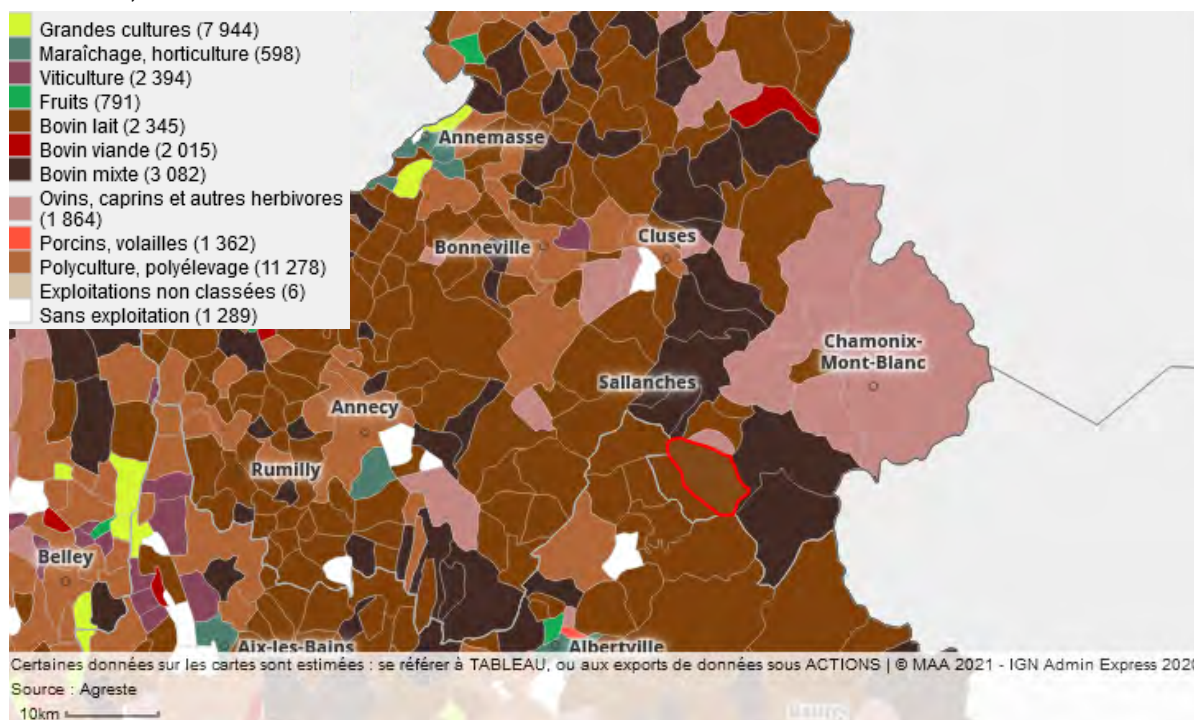 Grandes cultures (7 944)
Maraîchage, horticulture (598)
Viticulture (2 394)
Fruits (791)
Bovin lait (2 345)
Bovin viande (2 015)
Bovin mixte (3 082)
Ovins, caprins et autres herbivores
(1 864)
Porcins, volailles (1 362)
Polyculture, polyélevage (11 278)
Exploitations non classées (6)
Sans exploitation (1 289)
Annemasse
Bonneville
Cluses
Chamonix-
Mont-Blanc
Sallanches
Annecy
Rumilly
Belley
Aix-les-Bains
Albertville
Certaines données sur les cartes sont estimées : se référer à TABLEAU, ou aux exports de données sous ACTIONS | © MAA 2021 - IGN Admin Express 2020
Source : Agreste
10km